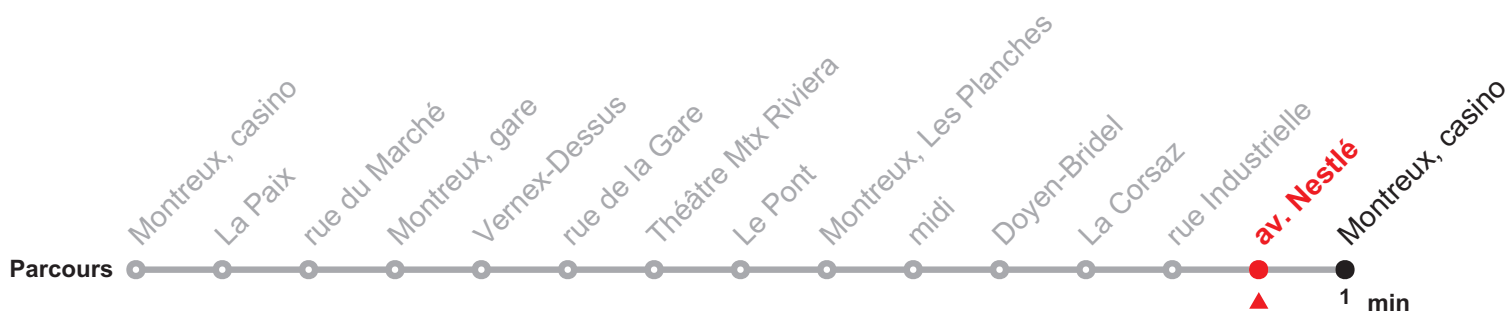 Parcours
Montreux, casino
La Paix
rue du Marché
Montreux, gare
Vernex-Dessus
rue de la Gare
Théâtre Mtx Riviera
Le Pont
Montreux, Les Planches
midi
Doyen-Bridel
La Corsaz
rue Industrielle
av. Nestlé
Montreux, casino
1 min